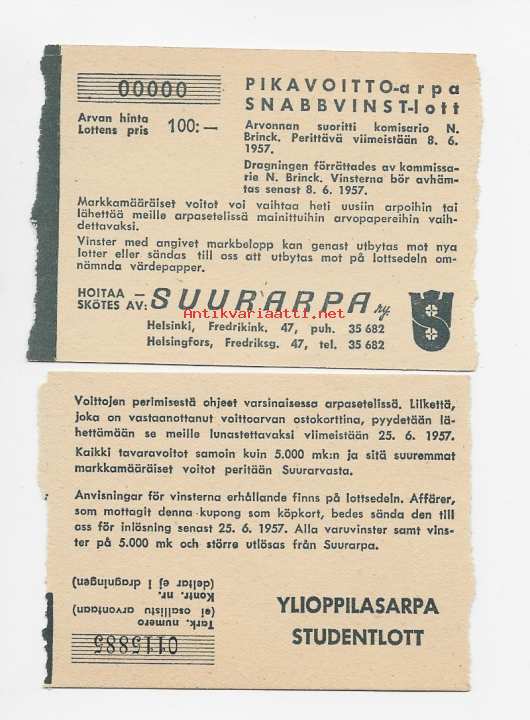 00000
PIKAVOITTO-arpa
SNABBVINST-lott
Arvan hinta
Lottens pris 100:—
Arvonnan suoritti komisario N.
Brinck. Perittävä viimeistään 8. 6.
1957.
Dragningen förrättades av kommissa-
rie N. Brinck. Vinsterna bör avhäm-
tas senast 8. 6. 1957.
Markkamääräiset voitot voi vaihtaa heti uusiin arpoihin tai
lähettää meille arpasetelissä mainittuihin arvopapereihin vaih-
dettavaksi.
Vinster med angivet markbelopp kan genast utbytas mot nya
lotter eller sändas till oss att utbytas mot på lottsedeln om-
nämnda värdepapper.
HOITAA —
SKÖTES AV: SUURARPA ry.
Antikvariaatti.net
Helsinki, Fredrikink. 47, puh. 35 682
Helsingfors, Fredriksg. 47, tel. 35 682
Voittojen perimisestä ohjeet varsinaisessa arpasetelissä. Liikettä,
joka on vastaanottanut voittoarvan ostokorttina, pyydetään lä-
hettämään se meille lunastettavaksi viimeistään 25. 6. 1957.
Kaikki tavaravoitot samoin kuin 5.000 mk:n ja sitä suuremmat
markkamääräiset voitot peritään Suurarvasta.
Anvisningar för vinsterna erhållande finns på lottsedeln. Affärer,
som mottagit denna kupong som köpkort, bedes sända den till
oss för inlösning senast 25. 6. 1957. Alla varuvinster samt vins-
ter på 5.000 mk och större utlösas från Suurarpa.
YLIOPPILASARPA
STUDENTLOTT
0115885
Tark. numero
(ei osallistu arvontaan)
Kontr. nr.
(deltar ej i dragningen)